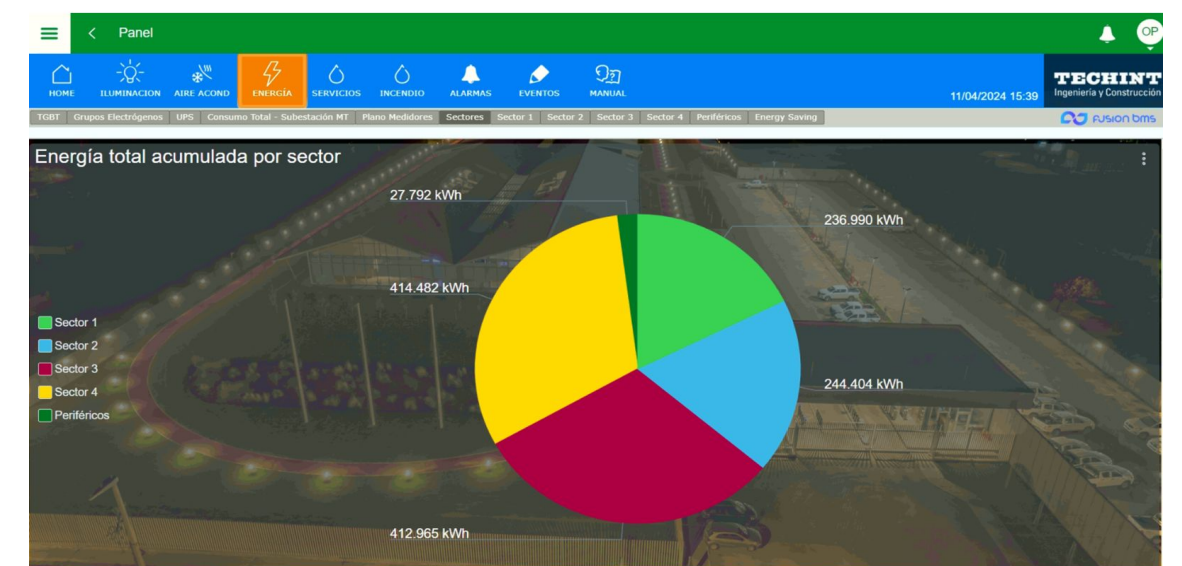 Panel
OP
HOME ILUMINACION AIRE ACOND ENERGÍA SERVICIOS INCENDIO ALARMAS EVENTOS MANUAL
11/04/2024 15:39
TECHINT
Ingeniería y Construcción
TGBT Grupos Electrógenos UPS Consumo Total - Subestación MT Plano Medidores Sectores Sector 1 Sector 2 Sector 3 Sector 4 Periféricos Energy Saving
FUSION bms
Energía total acumulada por sector
27.792 kWh
236.990 kWh
414.482 kWh
Sector 1
Sector 2
Sector 3
Sector 4
Periféricos
244.404 kWh
412.965 kWh